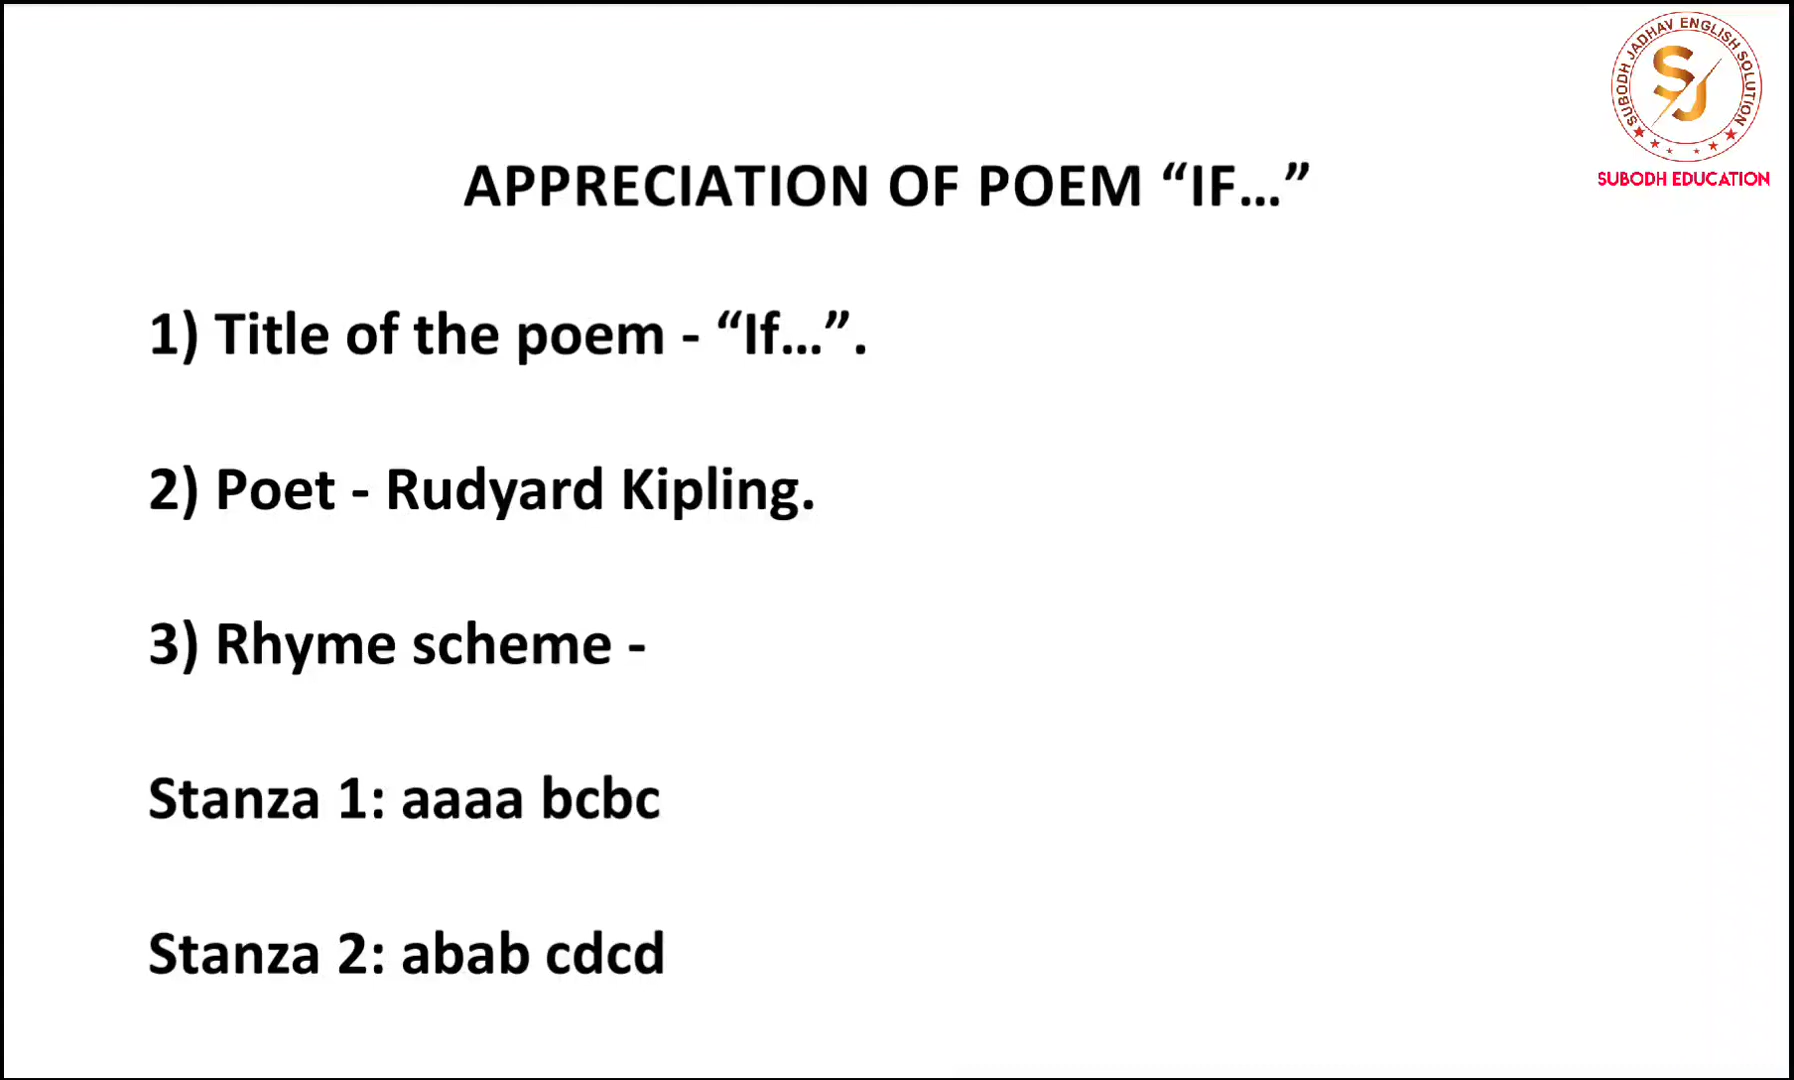 SUBODH JADHAV ENGLISH SOLUTION
SJ
SUBODH EDUCATION
APPRECIATION OF POEM “IF…”
1) Title of the poem - “If…”.
2) Poet - Rudyard Kipling.
3) Rhyme scheme -
Stanza 1: aaaa bcbc
Stanza 2: abab cdcd